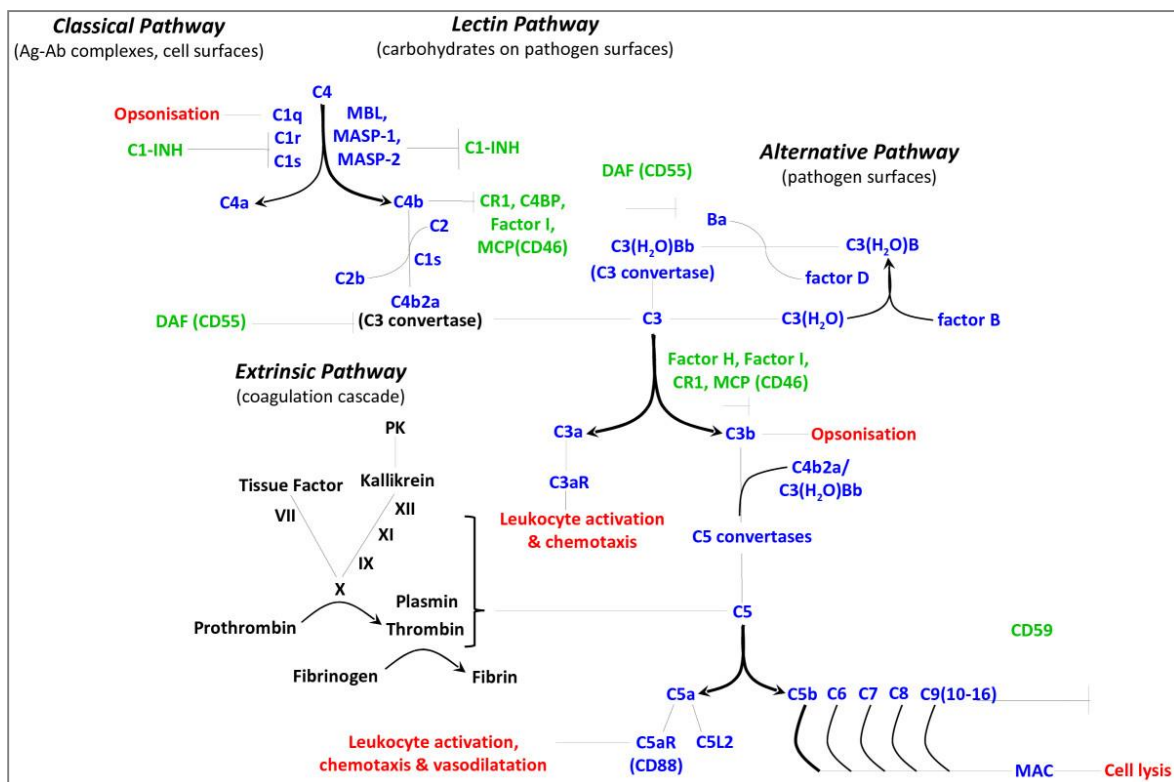 Classical Pathway
(Ag-Ab complexes, cell surfaces)
Lectin Pathway
(carbohydrates on pathogen surfaces)
C4
Opsonisation
C1q
C1r
C1s
C1-INH
MBL,
MASP-1,
MASP-2
C1-INH
C4a
C4b
CR1, C4BP,
Factor I,
MCP(CD46)
C2
C1s
C2b
C4b2a
(C3 convertase)
DAF (CD55)
Alternative Pathway
(pathogen surfaces)
DAF (CD55)
Ba
C3(H₂O)Bb
(C3 convertase)
C3(H₂O)B
factor D
C3
C3(H₂O)
factor B
Factor H, Factor I,
CR1, MCP (CD46)
C3a
C3b
Opsonisation
C3aR
Leukocyte activation
& chemotaxis
C4b2a/
C3(H₂O)Bb
C5 convertases
Extrinsic Pathway
(coagulation cascade)
PK
Kallikrein
Tissue Factor
VII
XII
XI
IX
X
Plasmin
Prothrombin
Thrombin
Fibrinogen
Fibrin
C5
CD59
C5a
C5b
C6
C7
C8
C9(10-16)
C5aR
(CD88)
C5L2
Leukocyte activation,
chemotaxis & vasodilatation
MAC
Cell lysis